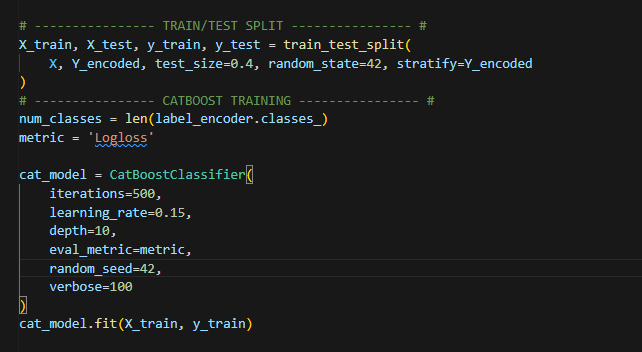 # ---------------- TRAIN/TEST SPLIT ---------------- #
X_train, X_test, y_train, y_test = train_test_split(
    X, Y_encoded, test_size=0.4, random_state=42, stratify=Y_encoded
)
# ---------------- CATBOOST TRAINING ---------------- #
num_classes = len(label_encoder.classes_)
metric = 'Logloss'

cat_model = CatBoostClassifier(
    iterations=500,
    learning_rate=0.15,
    depth=10,
    eval_metric=metric,
    random_seed=42,
    verbose=100
)
cat_model.fit(X_train, y_train)